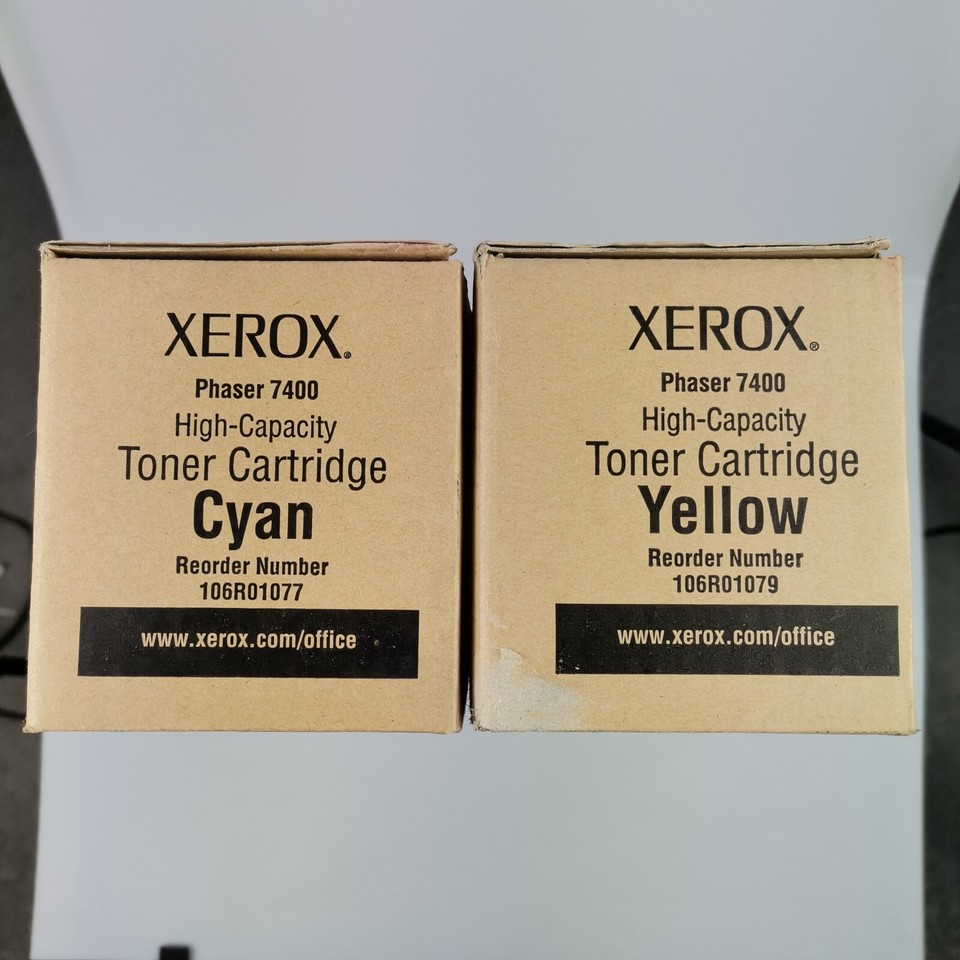 XEROX®
Phaser 7400
High-Capacity
Toner Cartridge
Cyan
Reorder Number
106R01077
www.xerox.com/office
XEROX®
Phaser 7400
High-Capacity
Toner Cartridge
Yellow
Reorder Number
106R01079
www.xerox.com/office